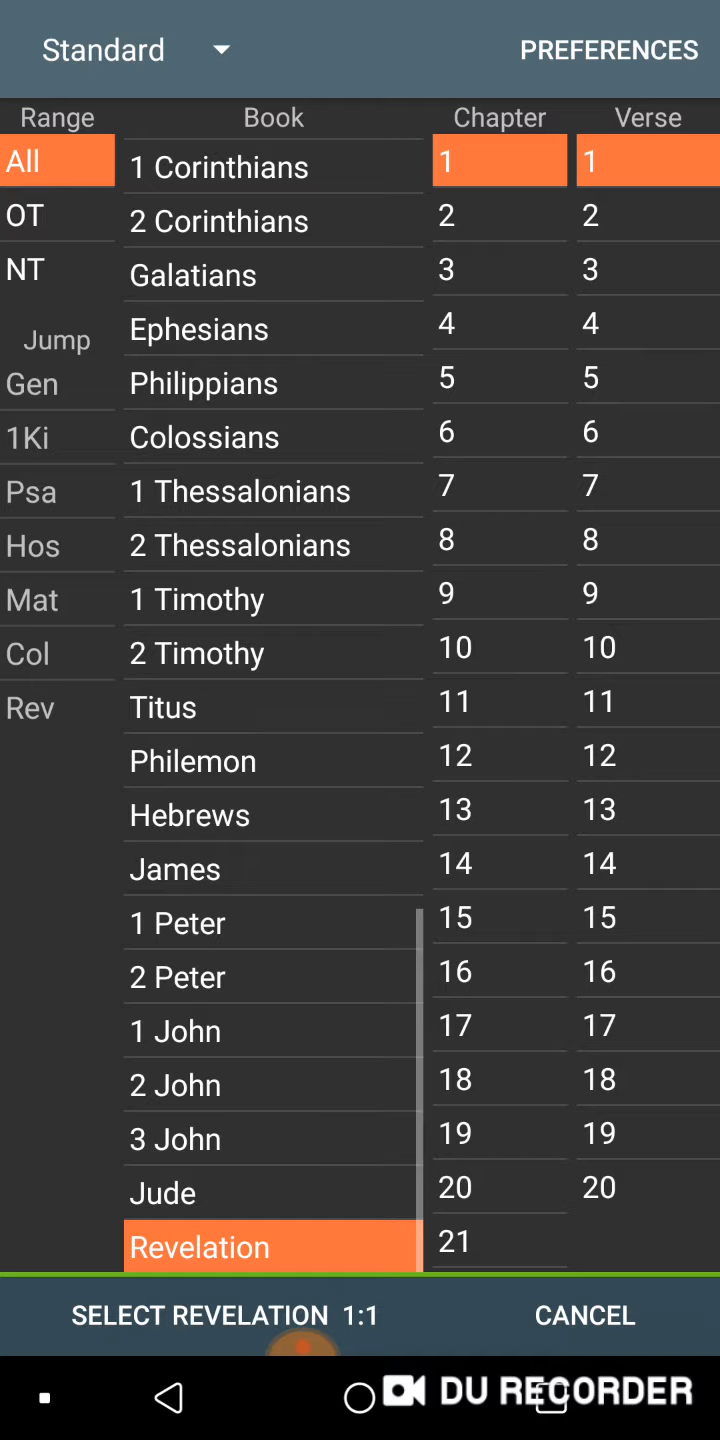 Standard PREFERENCES
Range Book Chapter Verse
All 1 Corinthians 1 1
OT 2 Corinthians 2 2
NT Galatians 3 3
Jump Ephesians 4 4
Gen Philippians 5 5
1Ki Colossians 6 6
Psa 1 Thessalonians 7 7
Hos 2 Thessalonians 8 8
Mat 1 Timothy 9 9
Col 2 Timothy 10 10
Rev Titus 11 11
Philemon 12 12
Hebrews 13 13
James 14 14
1 Peter 15 15
2 Peter 16 16
1 John 17 17
2 John 18 18
3 John 19 19
Jude 20 20
Revelation 21
SELECT REVELATION 1:1 CANCEL
DU RECORDER